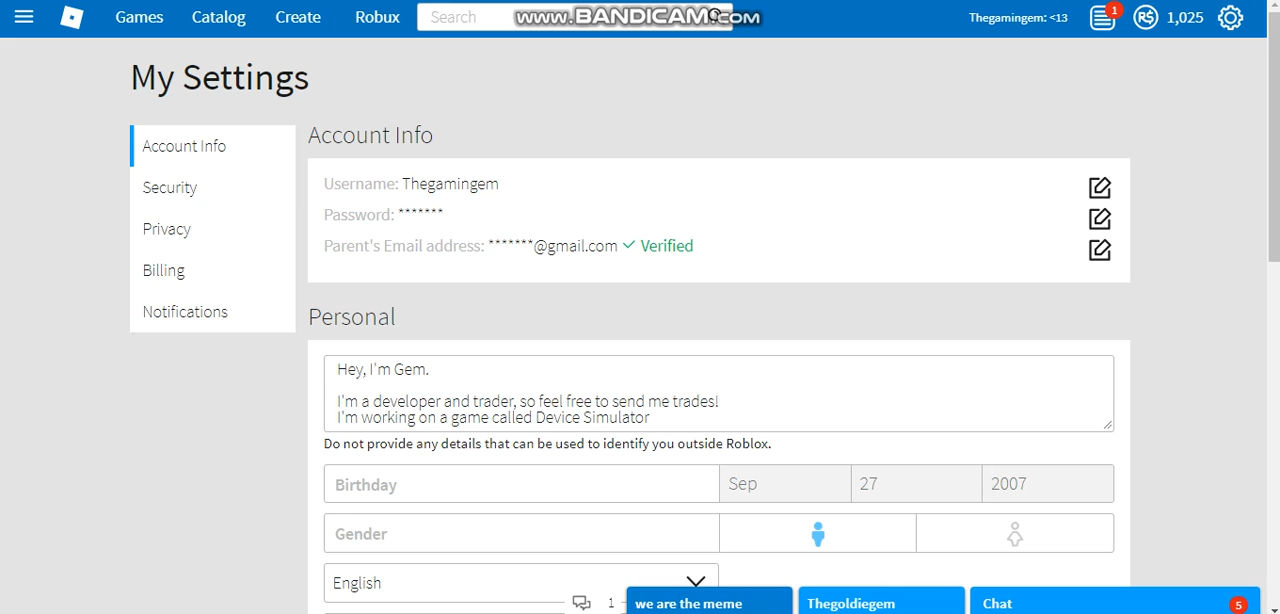 Games Catalog Create Robux Search www.BANDICAM.com Thegamingem: <13 1 R$ 1,025
My Settings
Account Info
Security
Privacy
Billing
Notifications
Account Info
Username: Thegamingem
Password: *******
Parent's Email address: *******@gmail.com ✓ Verified
Personal
Hey, I'm Gem.
I'm a developer and trader, so feel free to send me trades!
I'm working on a game called Device Simulator
Do not provide any details that can be used to identify you outside Roblox.
Birthday Sep 27 2007
Gender
English
1 we are the meme Thegoldiegem Chat 5